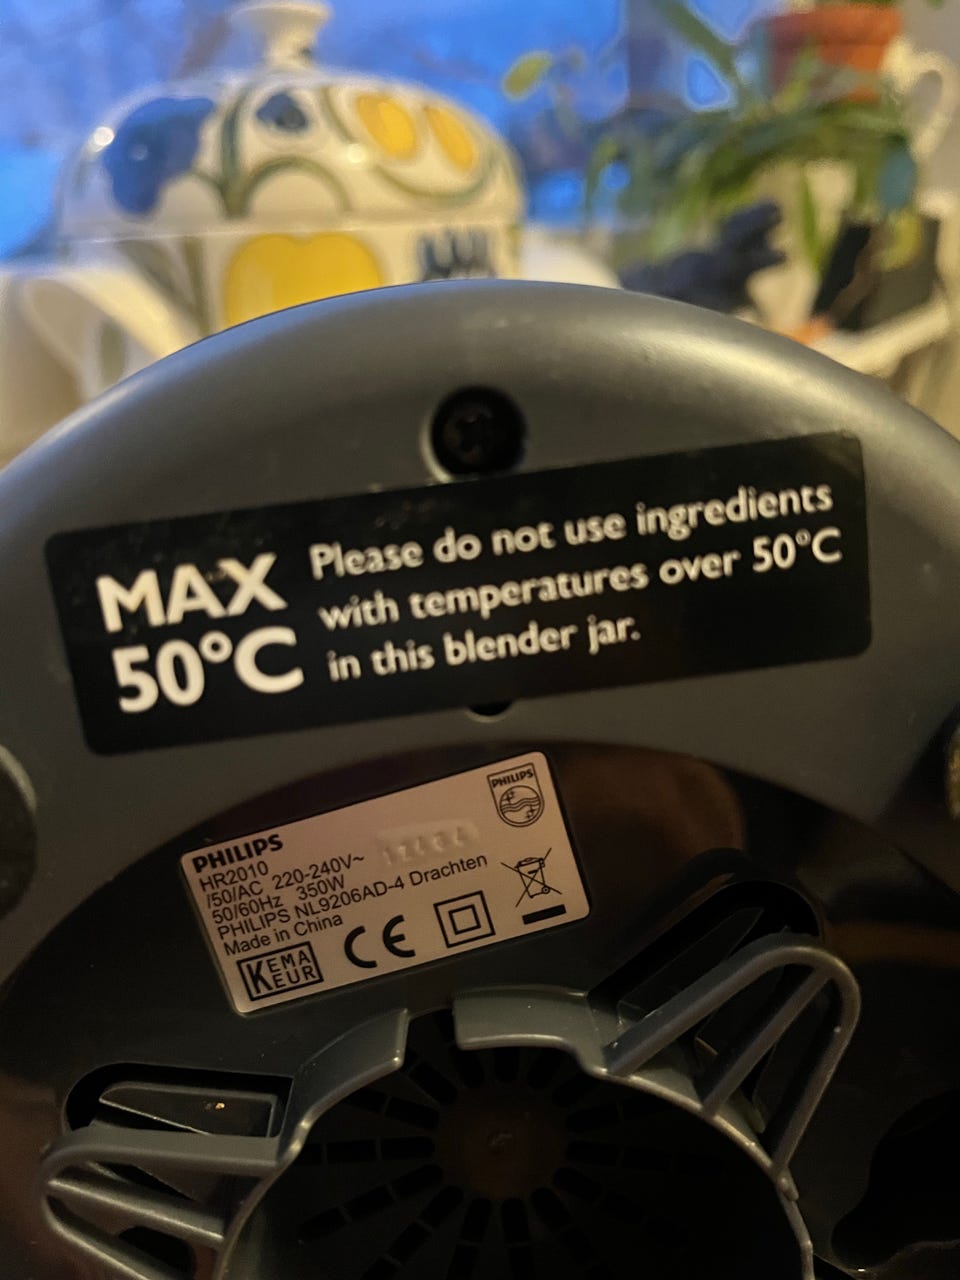 MAX
50°C
Please do not use ingredients
with temperatures over 50°C
in this blender jar.
PHILIPS
PHILIPS
HR2010
/50/AC 220-240V~
50/60Hz 350W
PHILIPS NL9206AD-4 Drachten
Made in China
KEMA
EUR
CE